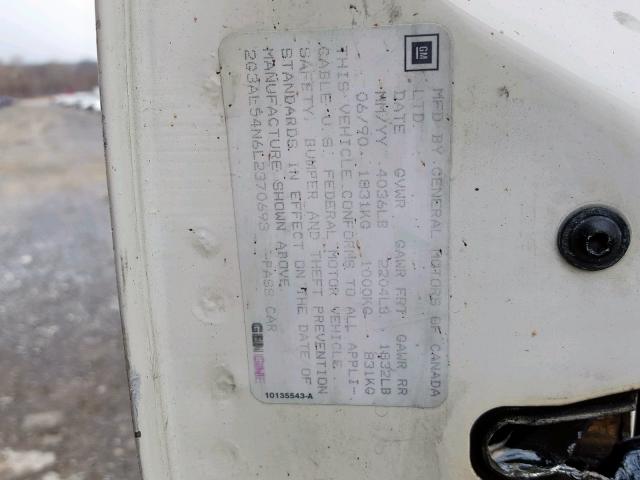 GM
MFD BY GENERAL MOTORS OF CANADA
LTD.
DATE GVWR GAWR FRT GAWR RR
MM/YY 4036LB 2204LB 1832LB
06/90 1831KG 1000KG 831KG
THIS VEHICLE CONFORMS TO ALL APPLI-
CABLE U.S. FEDERAL MOTOR VEHICLE
SAFETY, BUMPER AND THEFT PREVENTION
STANDARDS IN EFFECT ON THE DATE OF
MANUFACTURE SHOWN ABOVE.
2G3AL54N6L2370693 PASS CAR
GENUINE
10135543-A